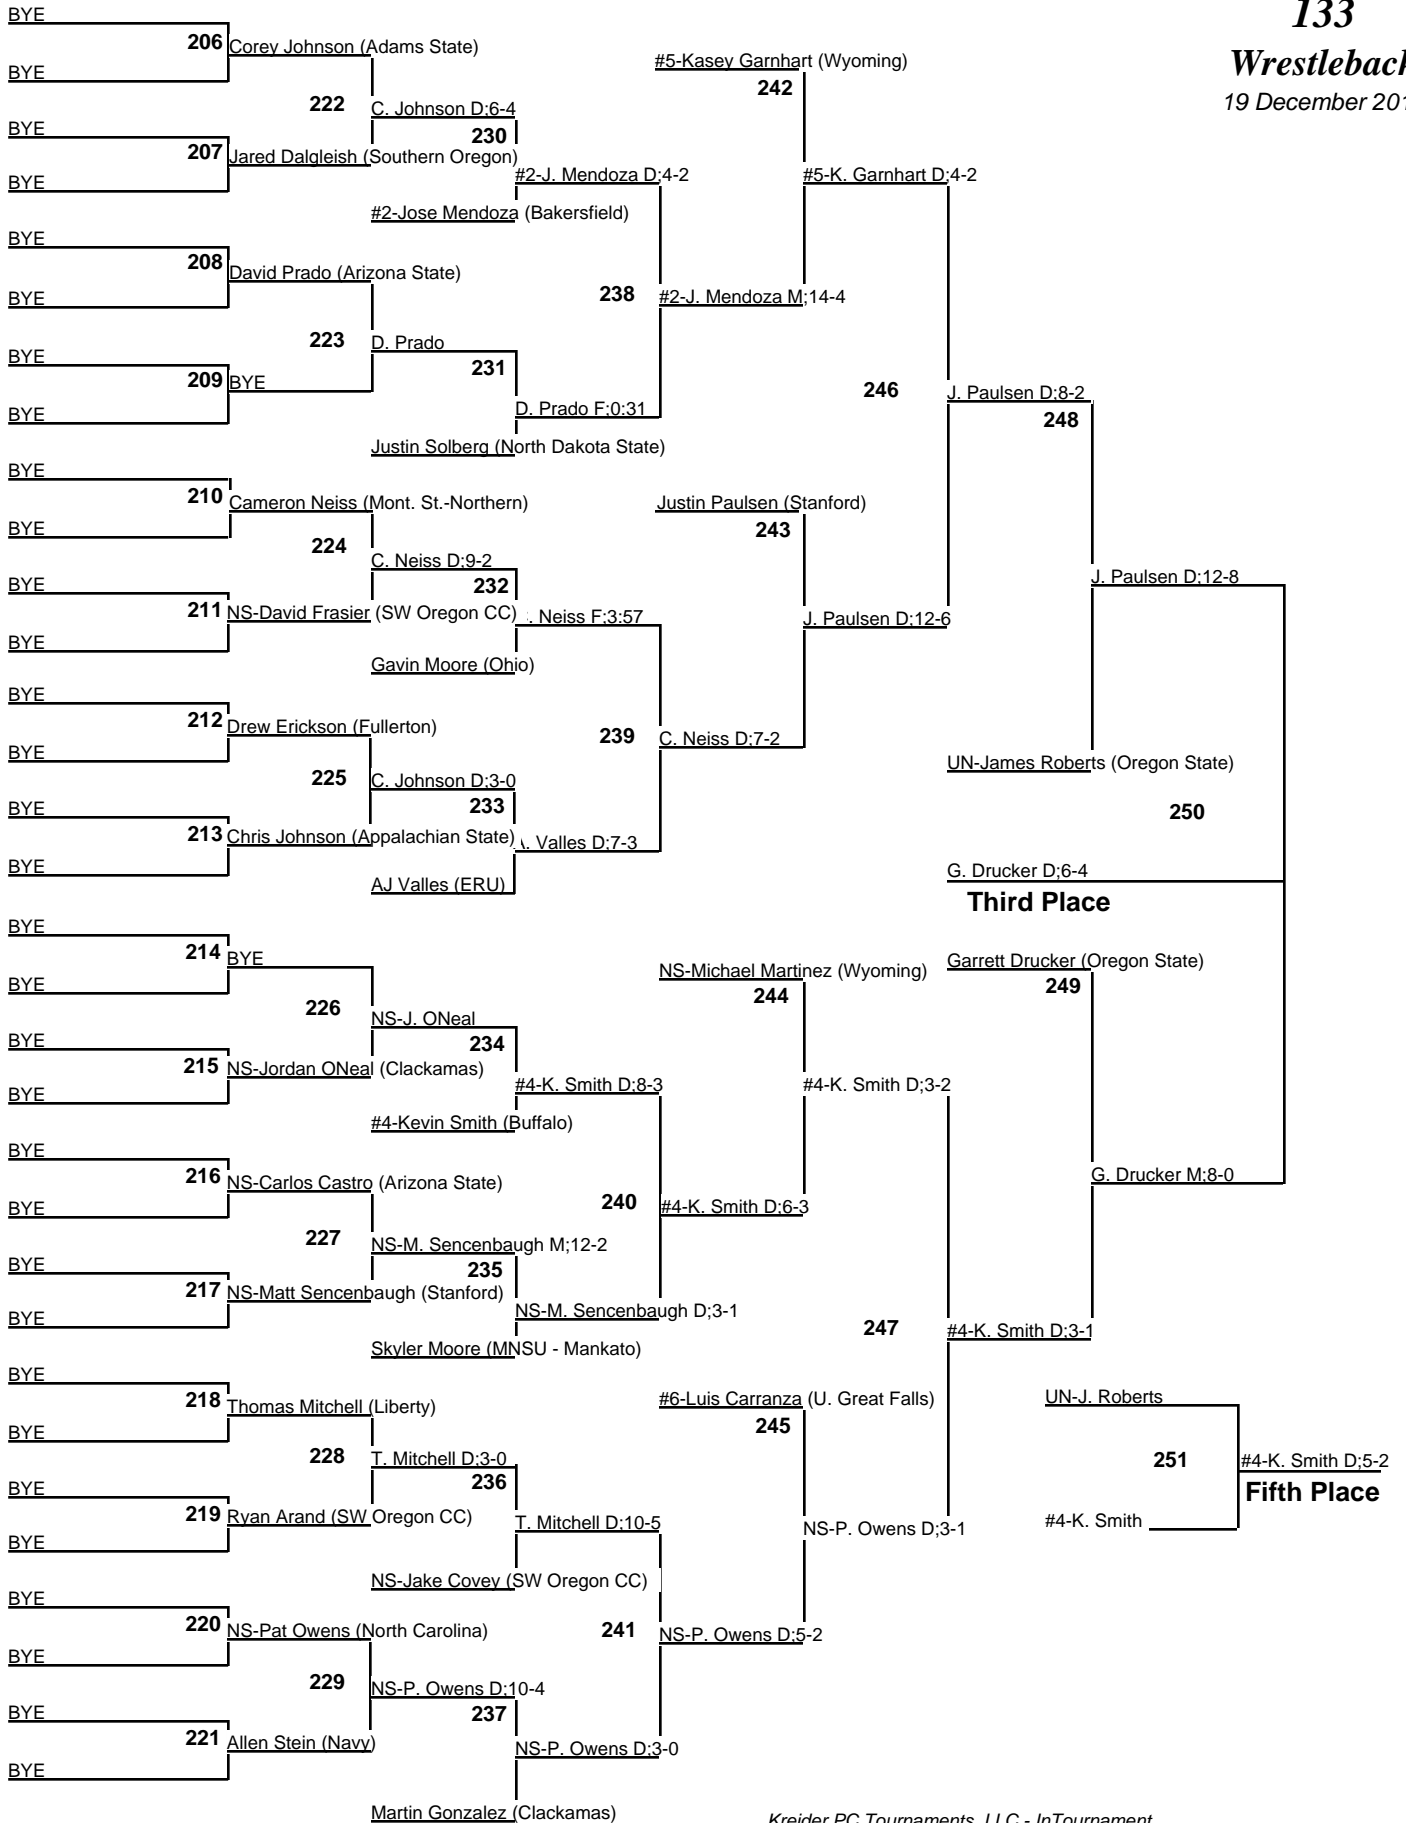 133
Wrestleback
19 December 201
BYE
206 Corey Johnson (Adams State)
BYE
#5-Kasey Garnhart (Wyoming)
242
222 C. Johnson D;6-4
BYE
230
207 Jared Dalgleish (Southern Oregon)
BYE
#2-J. Mendoza D;4-2
#5-K. Garnhart D;4-2
#2-Jose Mendoza (Bakersfield)
BYE
208 David Prado (Arizona State)
BYE
238 #2-J. Mendoza M;14-4
223 D. Prado
BYE
231
209 BYE
BYE
D. Prado F;0:31
246 J. Paulsen D;8-2
248
Justin Solberg (North Dakota State)
BYE
210 Cameron Neiss (Mont. St.-Northern)
BYE
Justin Paulsen (Stanford)
243
224 C. Neiss D;9-2
BYE
232
J. Paulsen D;12-8
211 NS-David Frasier (SW Oregon CC)
. Neiss F;3:57
J. Paulsen D;12-6
BYE
Gavin Moore (Ohio)
BYE
212 Drew Erickson (Fullerton)
BYE
239 C. Neiss D;7-2
UN-James Roberts (Oregon State)
225 C. Johnson D;3-0
BYE
233
250
213 Chris Johnson (Appalachian State)
. Valles D;7-3
BYE
AJ Valles (ERU)
G. Drucker D;6-4
Third Place
BYE
214 BYE
BYE
NS-Michael Martinez (Wyoming)
244
Garrett Drucker (Oregon State)
249
226 NS-J. ONeal
BYE
234
215 NS-Jordan ONeal (Clackamas)
BYE
#4-K. Smith D;8-3
#4-K. Smith D;3-2
#4-Kevin Smith (Buffalo)
BYE
216 NS-Carlos Castro (Arizona State)
BYE
240 #4-K. Smith D;6-3
G. Drucker M;8-0
227 NS-M. Sencenbaugh M;12-2
BYE
235
217 NS-Matt Sencenbaugh (Stanford)
BYE
NS-M. Sencenbaugh D;3-1
247 #4-K. Smith D;3-1
Skyler Moore (MNSU - Mankato)
BYE
218 Thomas Mitchell (Liberty)
BYE
#6-Luis Carranza (U. Great Falls)
245
UN-J. Roberts
228 T. Mitchell D;3-0
BYE
236
251 #4-K. Smith D;5-2
Fifth Place
219 Ryan Arand (SW Oregon CC)
BYE
T. Mitchell D;10-5
NS-P. Owens D;3-1
#4-K. Smith
NS-Jake Covey (SW Oregon CC)
BYE
220 NS-Pat Owens (North Carolina)
BYE
241 NS-P. Owens D;5-2
229 NS-P. Owens D;10-4
BYE
237
221 Allen Stein (Navy)
BYE
NS-P. Owens D;3-0
Martin Gonzalez (Clackamas)
Kreider PC Tournaments, LLC - InTournament